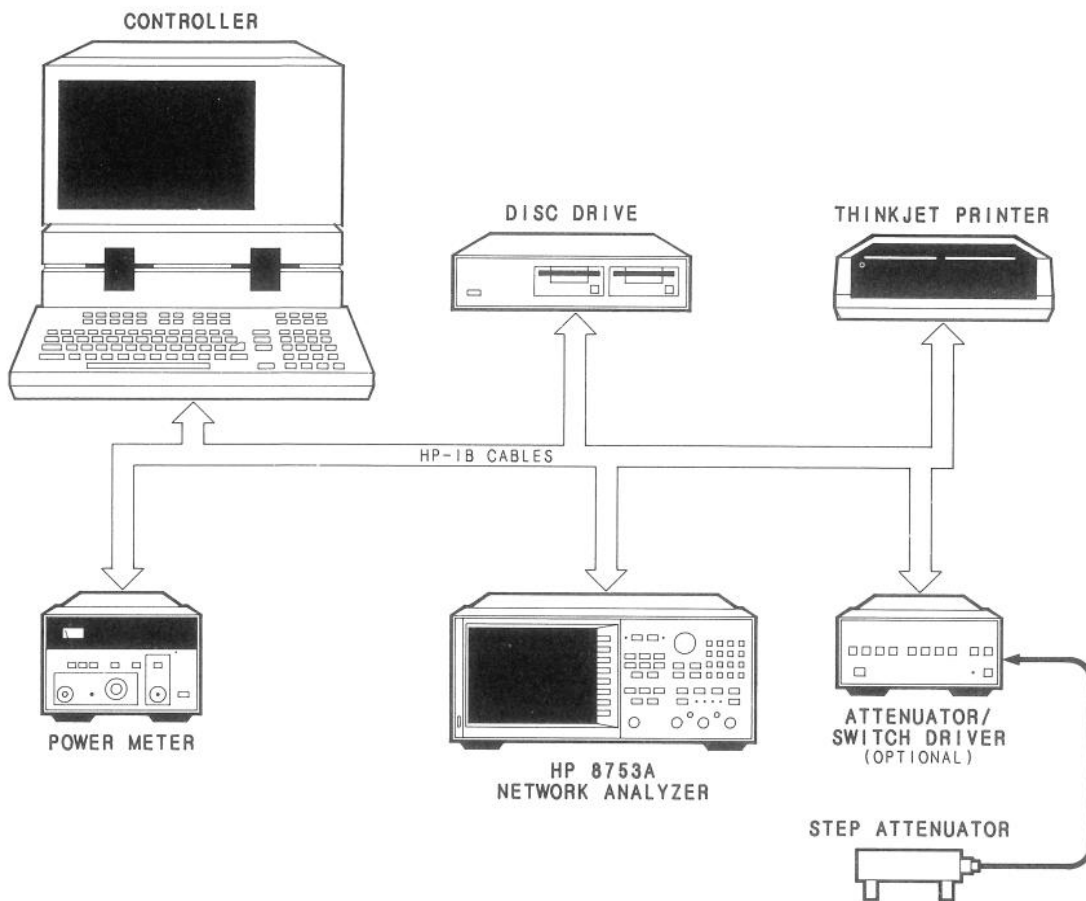 CONTROLLER
DISC DRIVE
THINKJET PRINTER
HP-IB CABLES
POWER METER
HP 8753A
NETWORK ANALYZER
ATTENUATOR/
SWITCH DRIVER
(OPTIONAL)
STEP ATTENUATOR